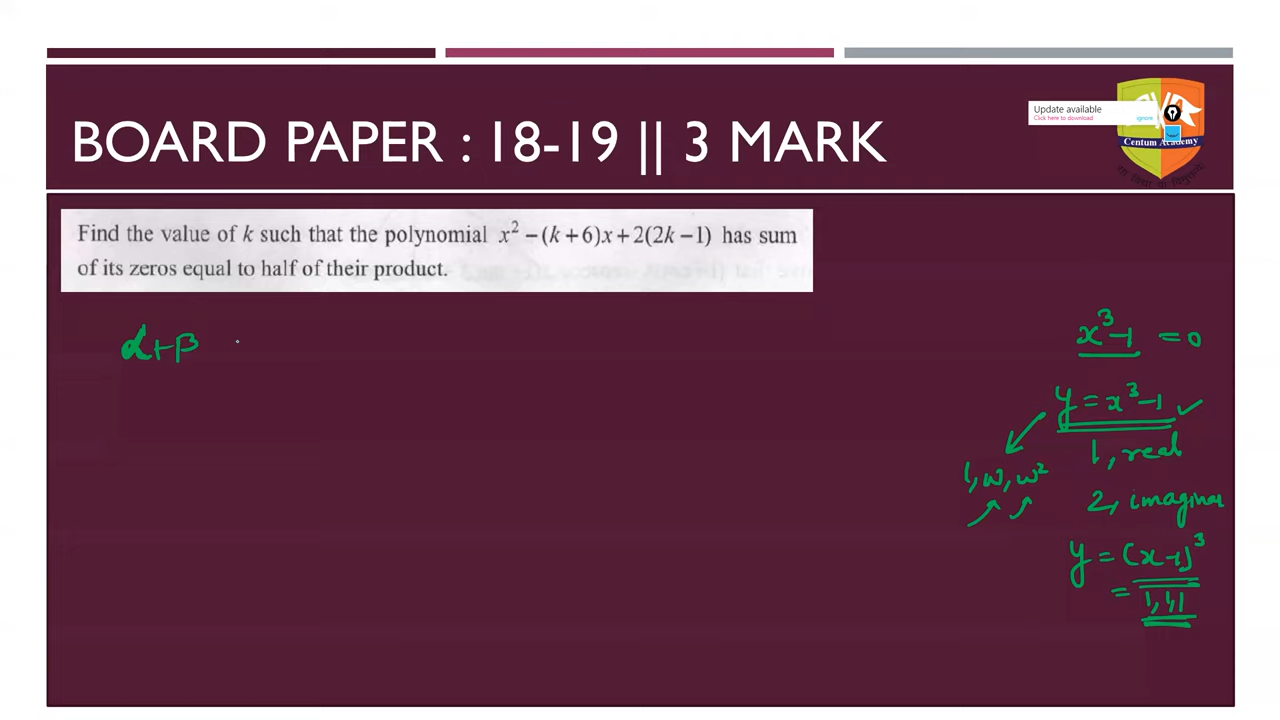 BOARD PAPER : 18-19 || 3 MARK
Update available
Click here to download
ignore
Centum Academy
Find the value of k such that the polynomial x² – (k + 6)x + 2(2k – 1) has sum
of its zeros equal to half of their product.
α+β
x³-1 = 0
y = x³-1 ✓
1, real
1, ω, ω²
2, imaginar
y = (x-1)³
= 1,1,1